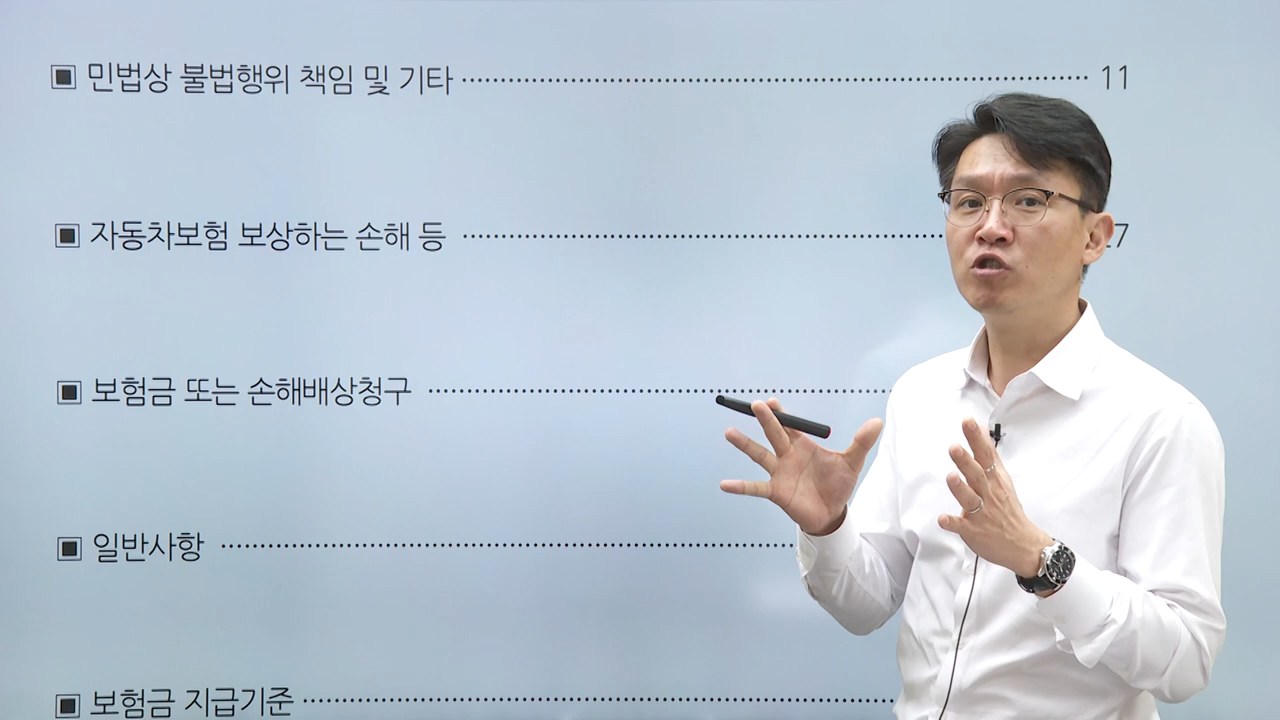 ▣ 민법상 불법행위 책임 및 기타 ························ 11
▣ 자동차보험 보상하는 손해 등 ························
▣ 보험금 또는 손해배상청구 ························
▣ 일반사항 ························
▣ 보험금 지급기준 ························